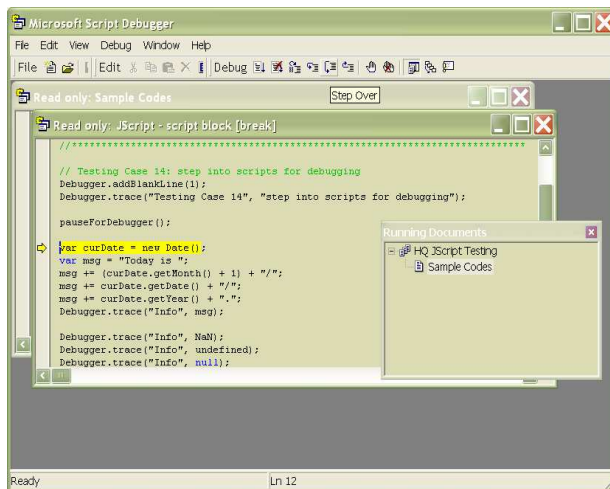 Microsoft Script Debugger
File Edit View Debug Window Help
File Edit Debug
Read only: Sample Codes
Step Over
Read only: JScript - script block [break]
//******************************************************************************
// Testing Case 14: step into scripts for debugging
Debugger.addBlankLine(1);
Debugger.trace("Testing Case 14", "step into scripts for debugging");
pauseForDebugger();
var curDate = new Date();
var msg = "Today is ";
msg += (curDate.getMonth() + 1) + "/";
msg += curDate.getDate() + "/";
msg += curDate.getYear() + ".";
Debugger.trace("Info", msg);
Debugger.trace("Info", NaN);
Debugger.trace("Info", undefined);
Debugger.trace("Info", null);
Running Documents
HQ JScript Testing
Sample Codes
Ready Ln 12